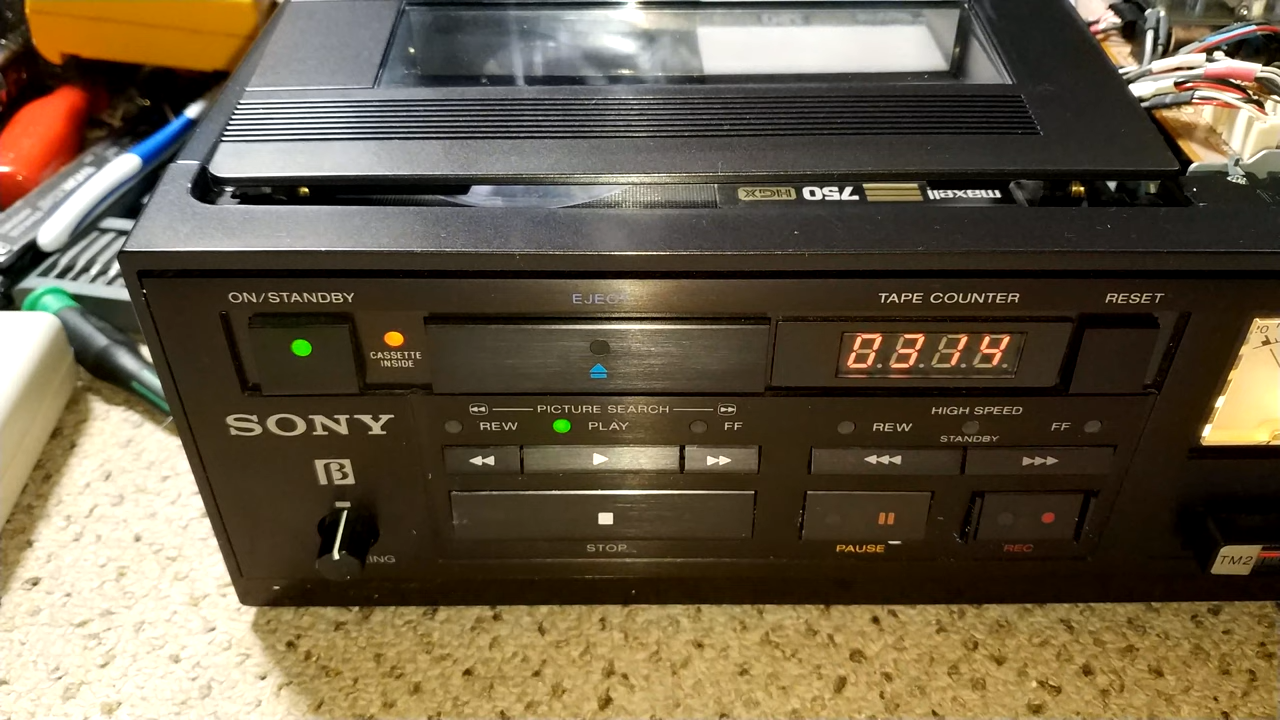 maxell 750 HGX
ON/STANDBY
EJECT
TAPE COUNTER
RESET
CASSETTE
INSIDE
0314
SONY
β
PICTURE SEARCH
HIGH SPEED
REW
PLAY
FF
REW
STANDBY
FF
STOP
PAUSE
REC
TM2